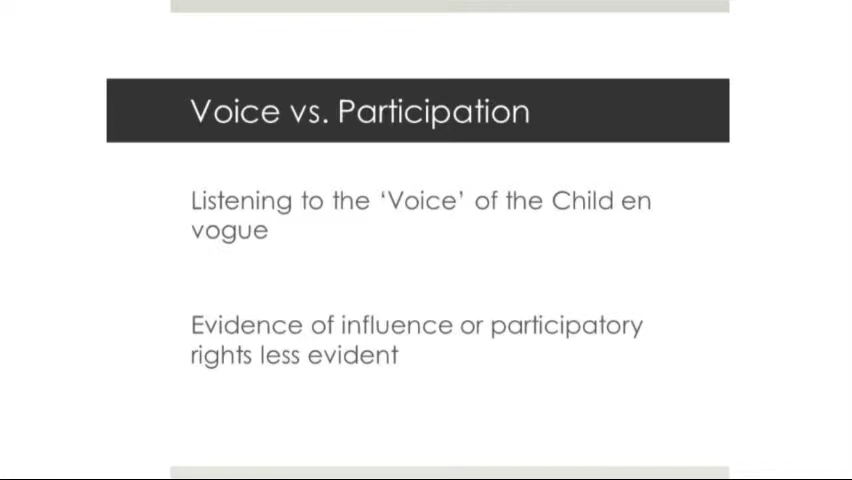 Voice vs. Participation
Listening to the ‘Voice’ of the Child en
vogue
Evidence of influence or participatory
rights less evident